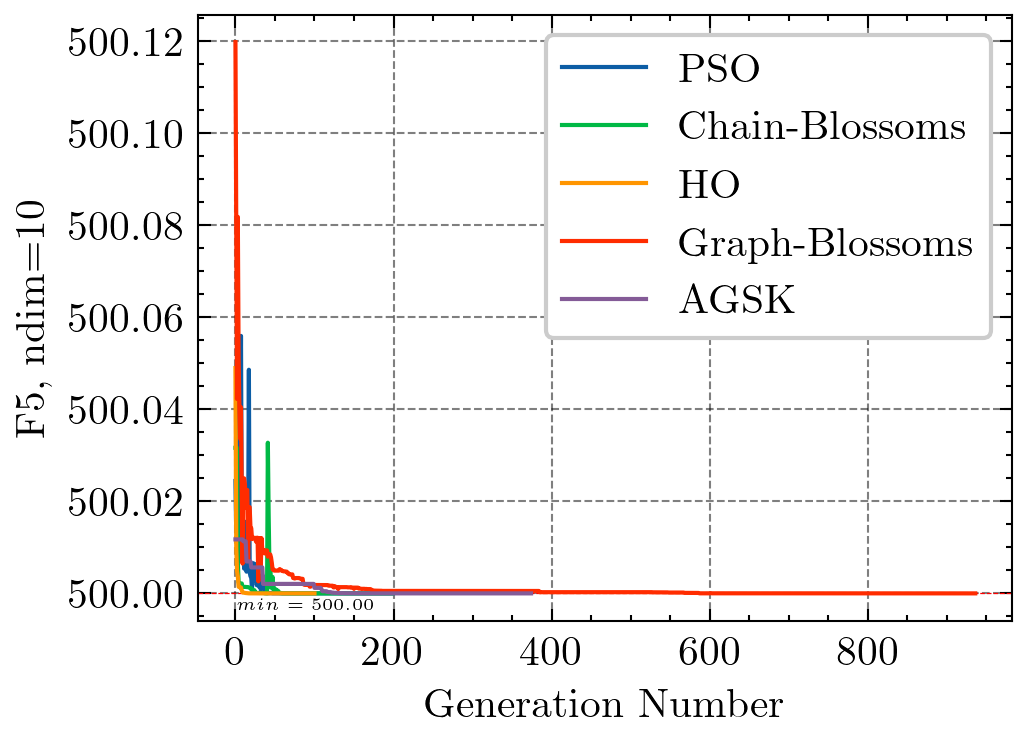 500.12
500.10
500.08
500.06
500.04
500.02
500.00
F5, ndim=10
PSO
Chain-Blossoms
HO
Graph-Blossoms
AGSK
min = 500.00
0
200
400
600
800
Generation Number